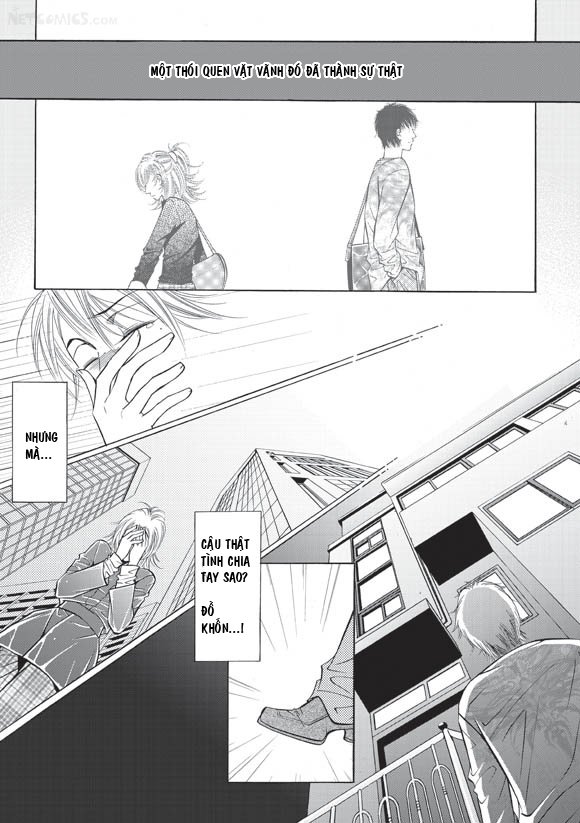 NETCOMICS.COM
MỘT THÓI QUEN VẶT VÃNH ĐÓ ĐÃ THÀNH SỰ THẬT
NHƯNG
MÀ...
CẬU THẬT
TÌNH CHIA
TAY SAO?
ĐỒ
KHỐN...!